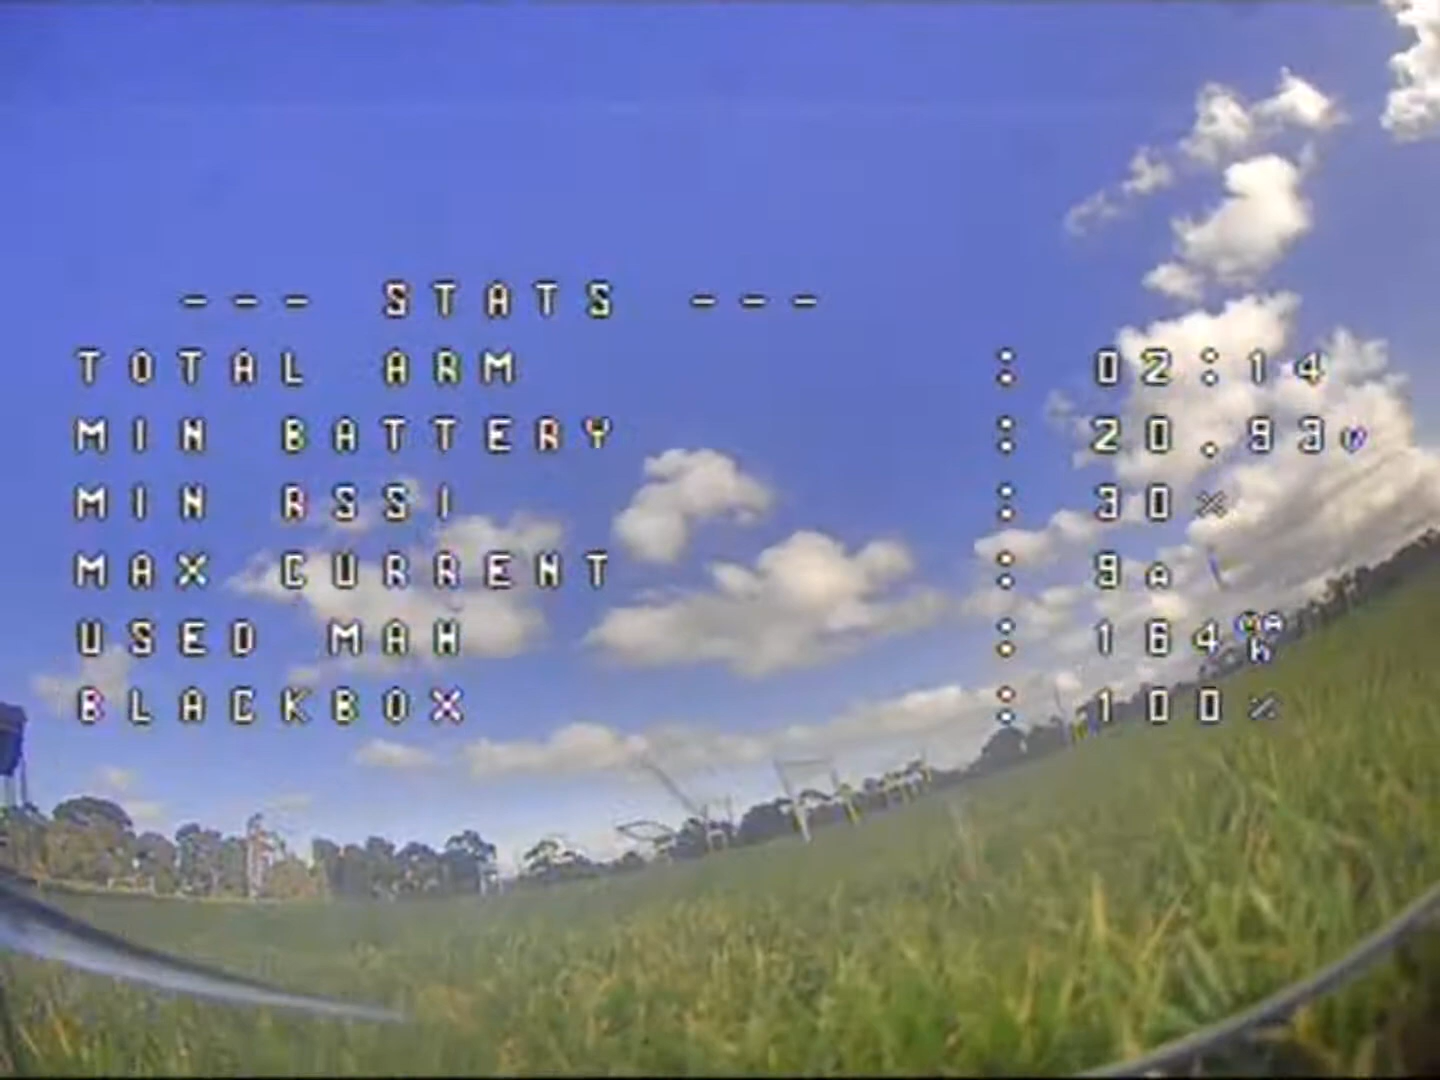 --- STATS ---
TOTAL ARM : 02:14
MIN BATTERY : 20.93V
MIN RSSI : 30%
MAX CURRENT : 9A
USED MAH : 164MAh
BLACKBOX : 100%